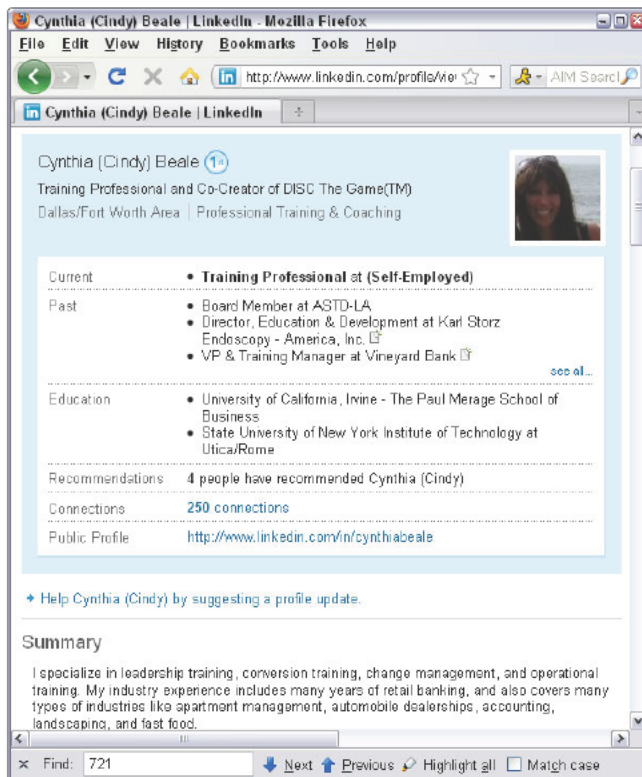 Cynthia (Cindy) Beale | LinkedIn - Mozilla Firefox
File Edit View History Bookmarks Tools Help
in http://www.linkedin.com/profile/vie AIM Searcl
in Cynthia (Cindy) Beale | LinkedIn
Cynthia (Cindy) Beale 1st
Training Professional and Co-Creator of DISC The Game(TM)
Dallas/Fort Worth Area | Professional Training & Coaching
Current • Training Professional at (Self-Employed)
Past • Board Member at ASTD-LA
• Director, Education & Development at Karl Storz
Endoscopy - America, Inc.
• VP & Training Manager at Vineyard Bank
see all...
Education • University of California, Irvine - The Paul Merage School of
Business
• State University of New York Institute of Technology at
Utica/Rome
Recommendations 4 people have recommended Cynthia (Cindy)
Connections 250 connections
Public Profile http://www.linkedin.com/in/cynthiabeale
Help Cynthia (Cindy) by suggesting a profile update.
Summary
I specialize in leadership training, conversion training, change management, and operational
training. My industry experience includes many years of retail banking, and also covers many
types of industries like apartment management, automobile dealerships, accounting,
landscaping, and fast food.
× Find: 721 Next Previous Highlight all Match case